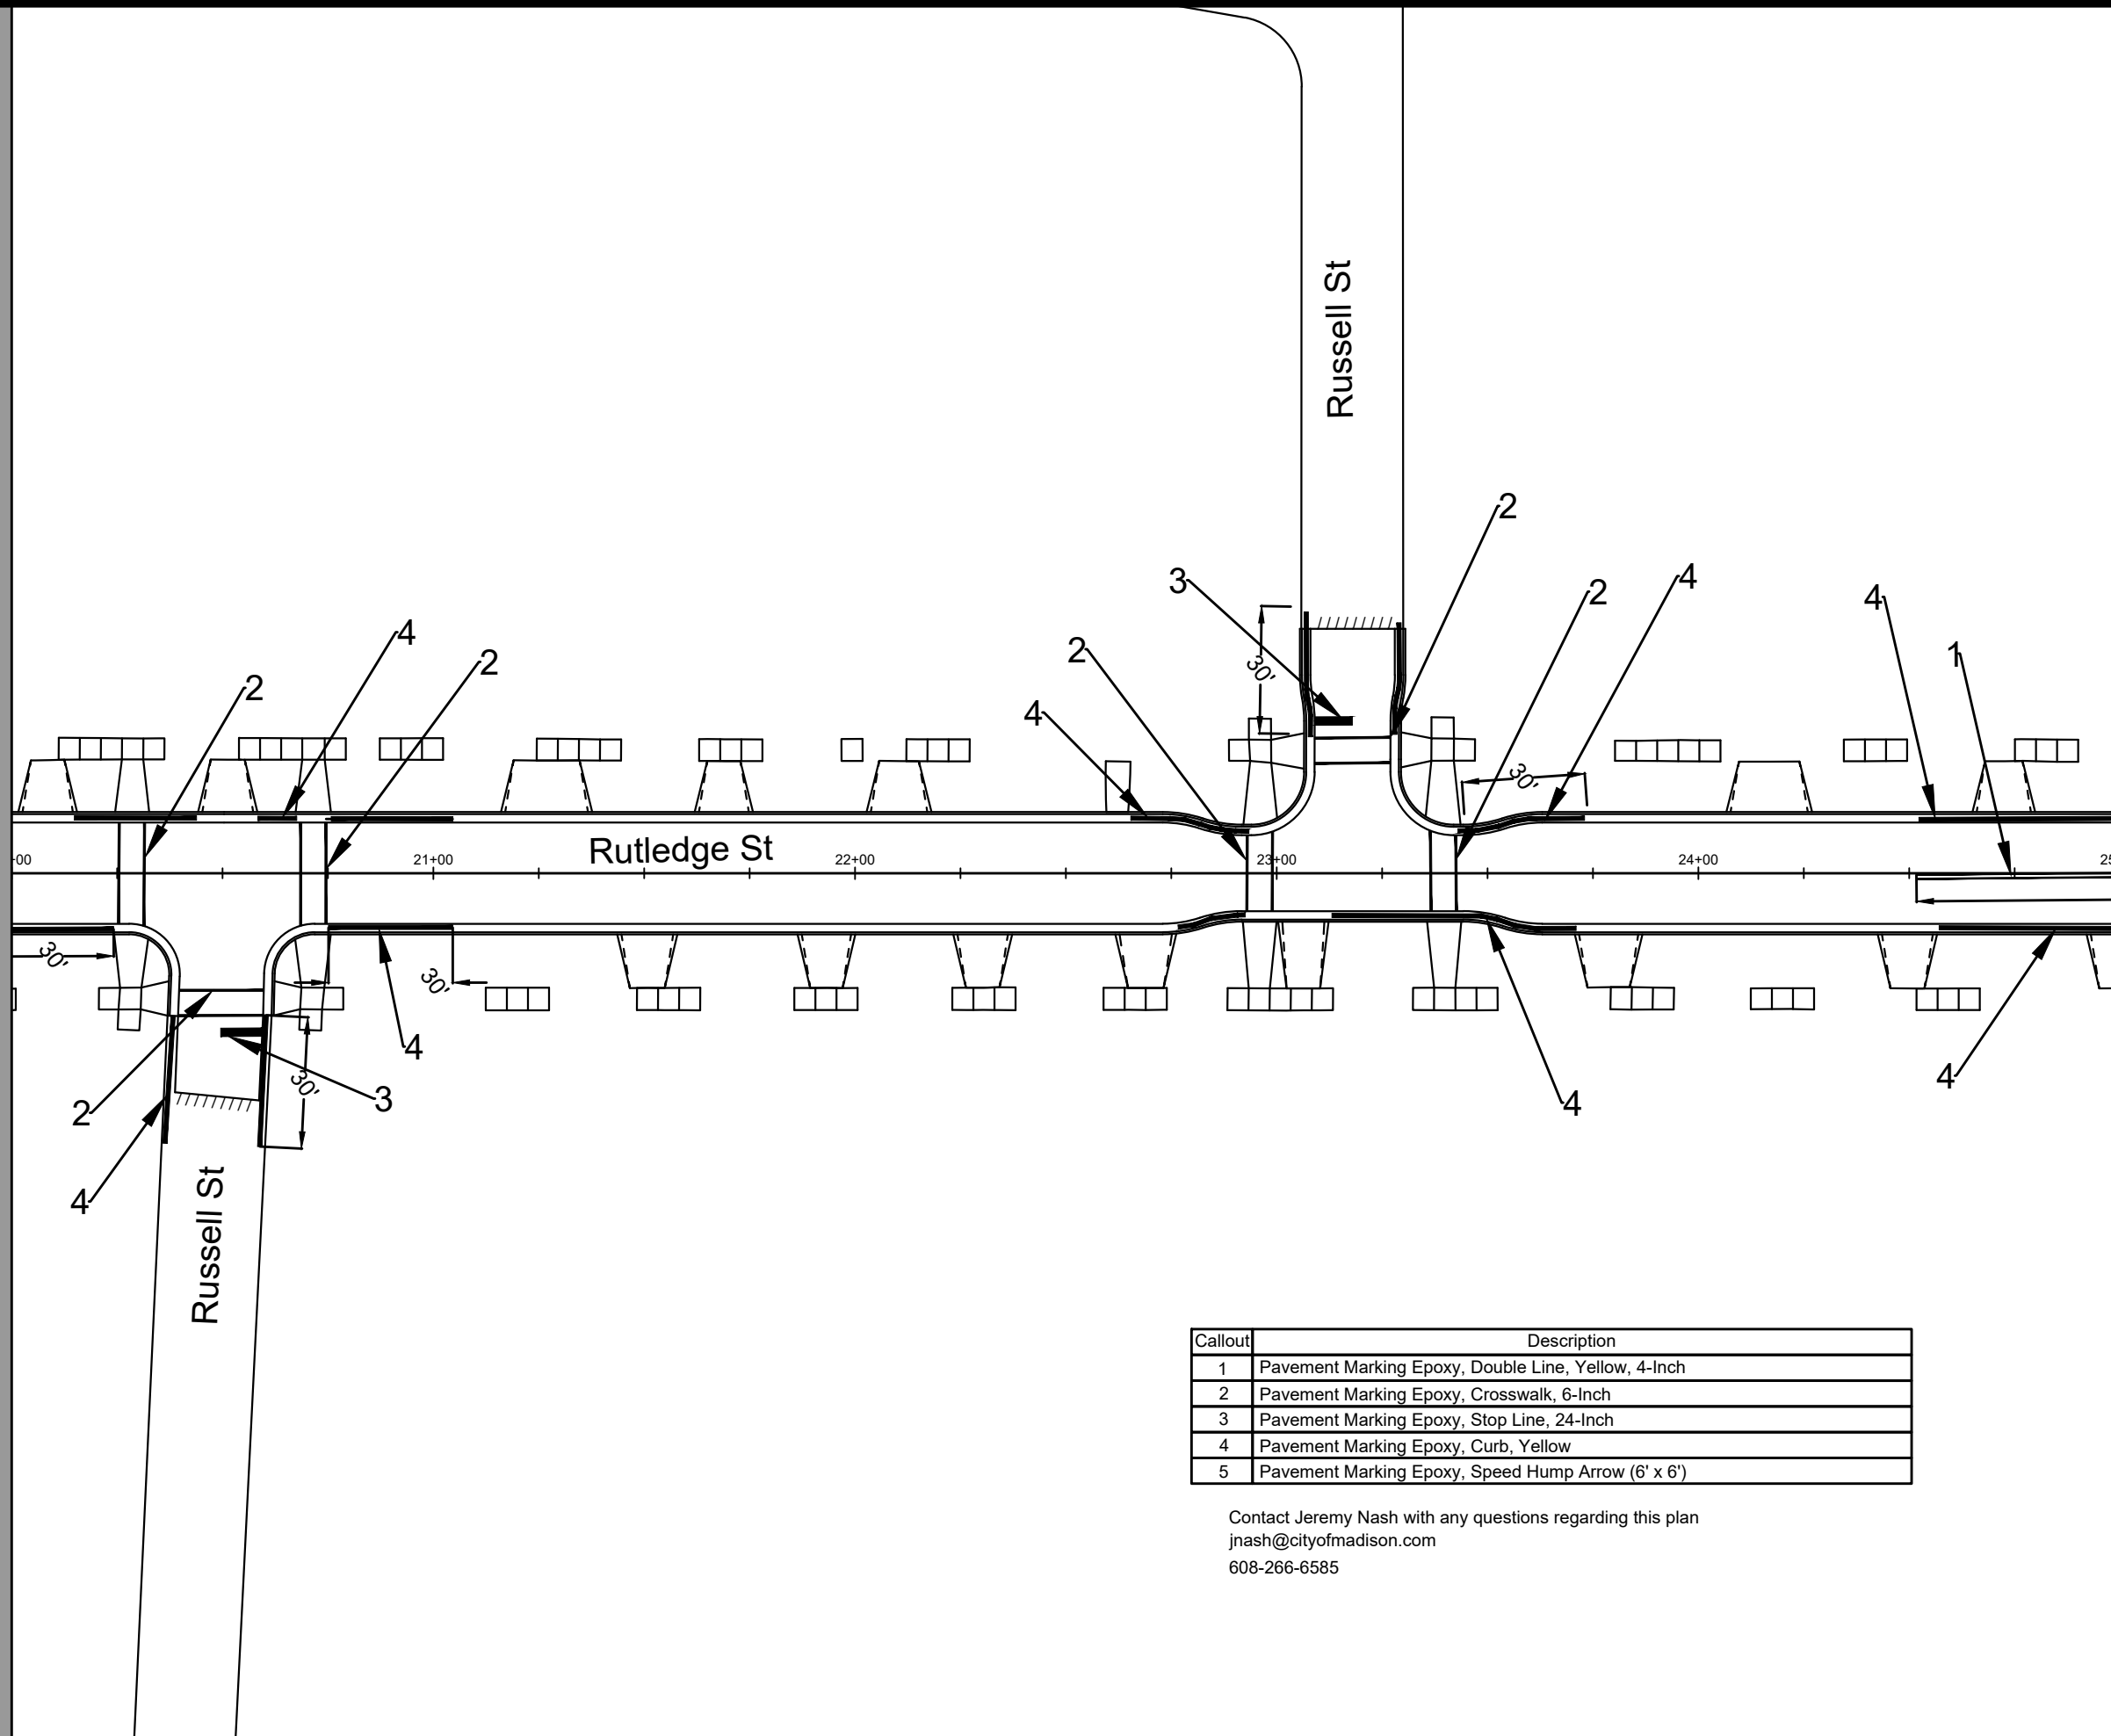 Russell St
2
3
4
2
4
4
2
1
4
2
2
30'
4
30'
Rutledge St
+00
21+00
22+00
23+00
24+00
30'
30'
4
4
30'
3
2
4
4
Russell St
Callout Description
1 Pavement Marking Epoxy, Double Line, Yellow, 4-Inch
2 Pavement Marking Epoxy, Crosswalk, 6-Inch
3 Pavement Marking Epoxy, Stop Line, 24-Inch
4 Pavement Marking Epoxy, Curb, Yellow
5 Pavement Marking Epoxy, Speed Hump Arrow (6' x 6')
Contact Jeremy Nash with any questions regarding this plan
jnash@cityofmadison.com
608-266-6585